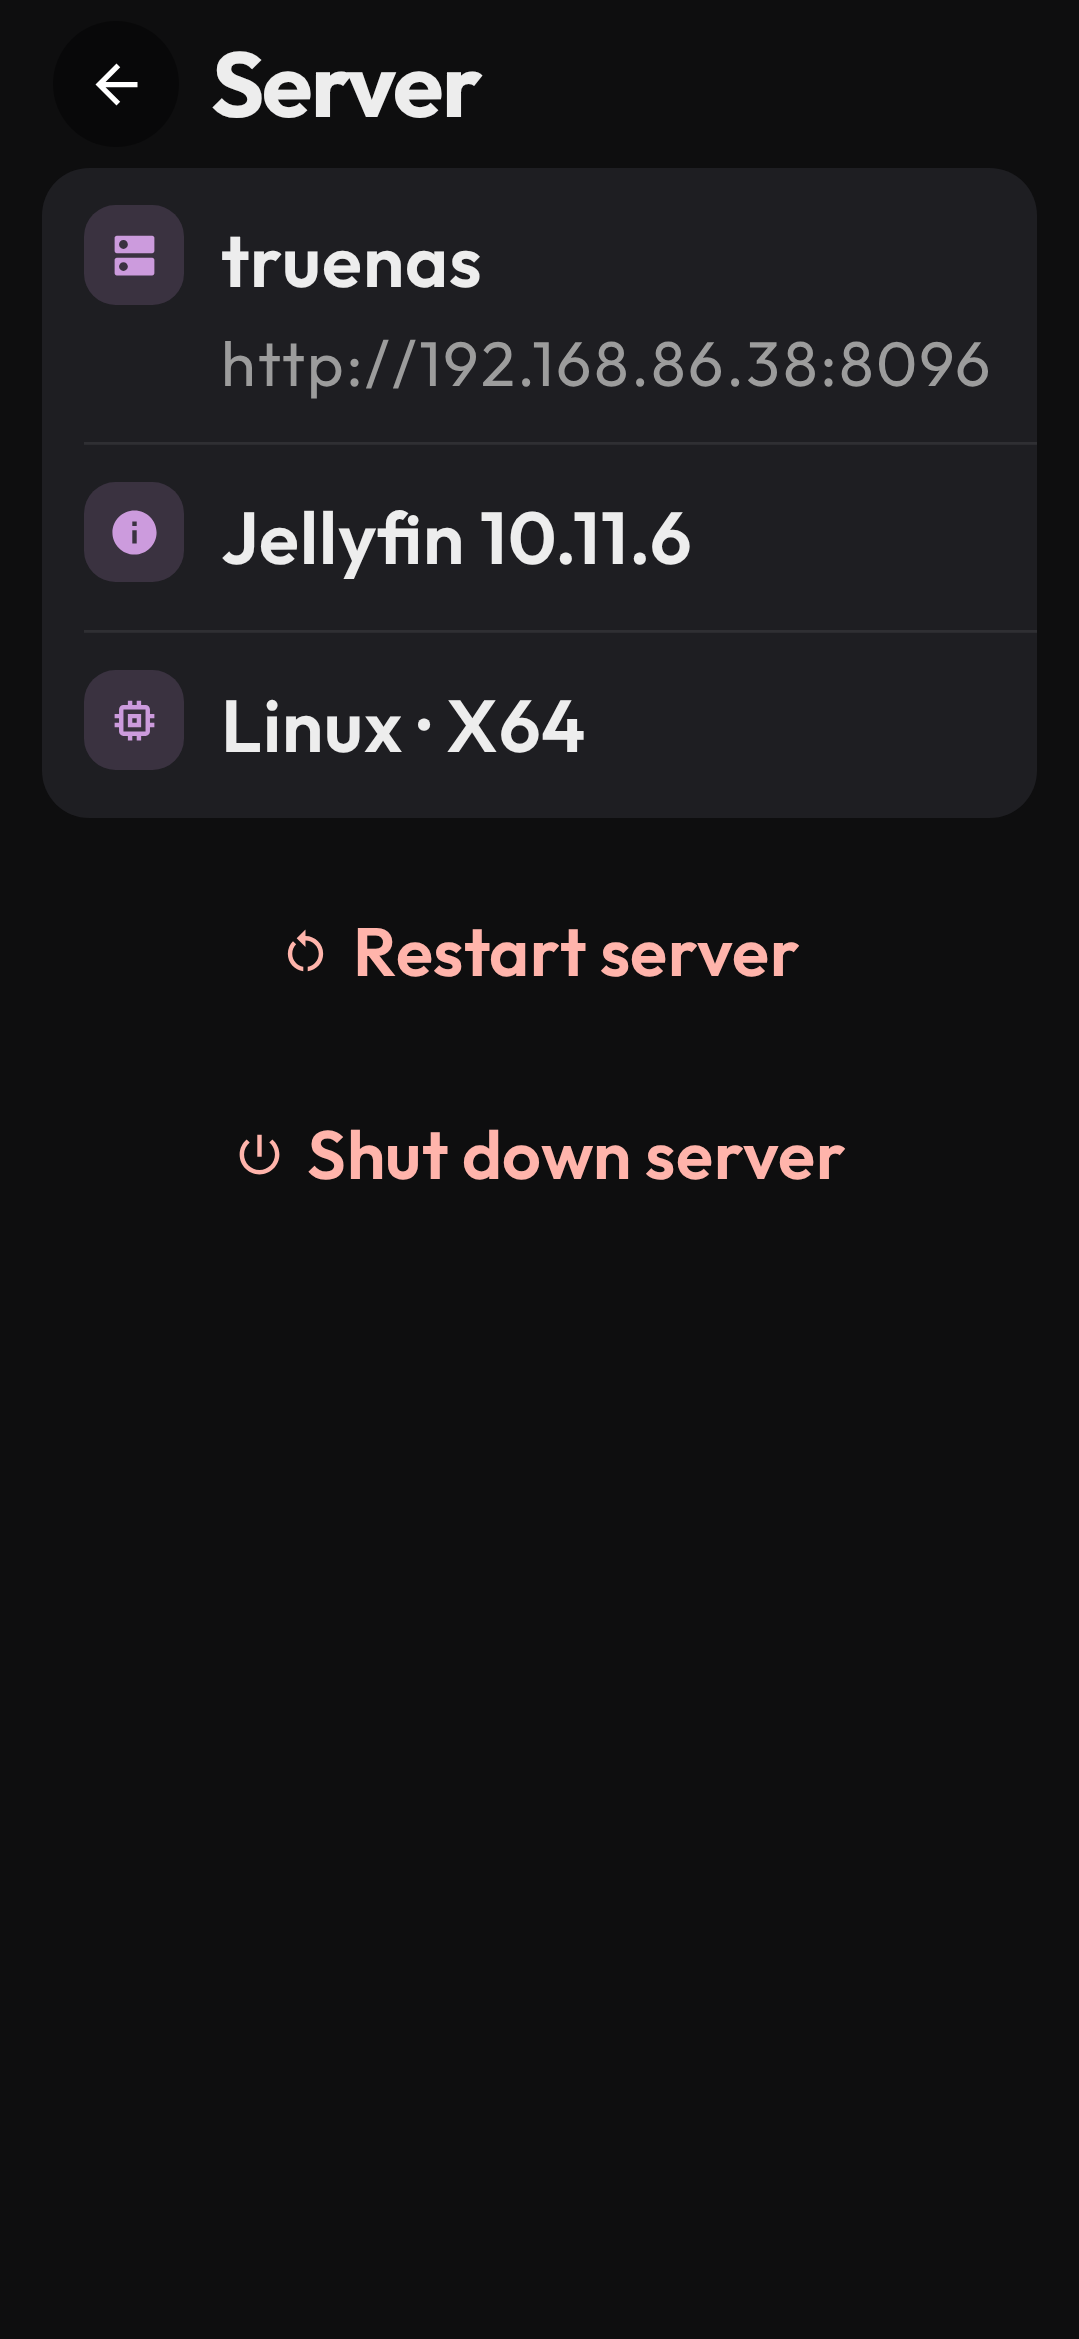 Server
truenas
http://192.168.86.38:8096
Jellyfin 10.11.6
Linux · X64
Restart server
Shut down server